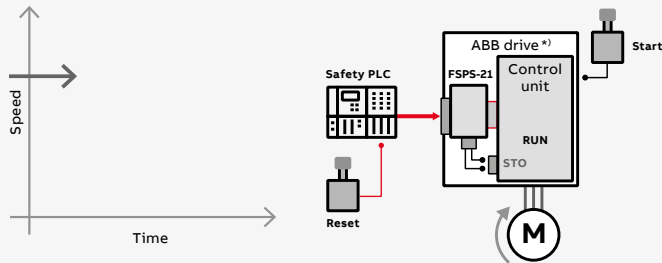 Speed
Time
Safety PLC
Reset
ABB drive *)
FSPS-21
Control
unit
RUN
STO
Start
M